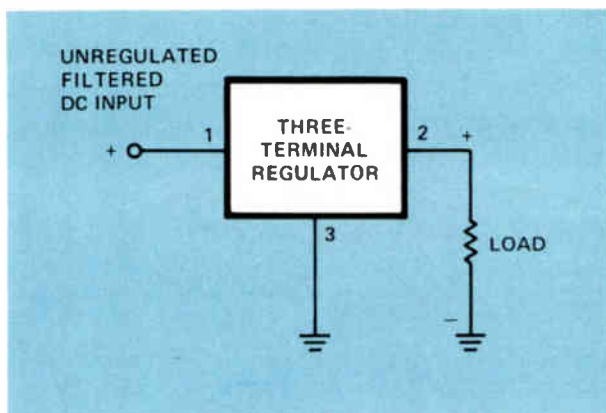 UNREGULATED
FILTERED
DC INPUT
+
1
THREE-
TERMINAL
REGULATOR
2
+
3
LOAD
–